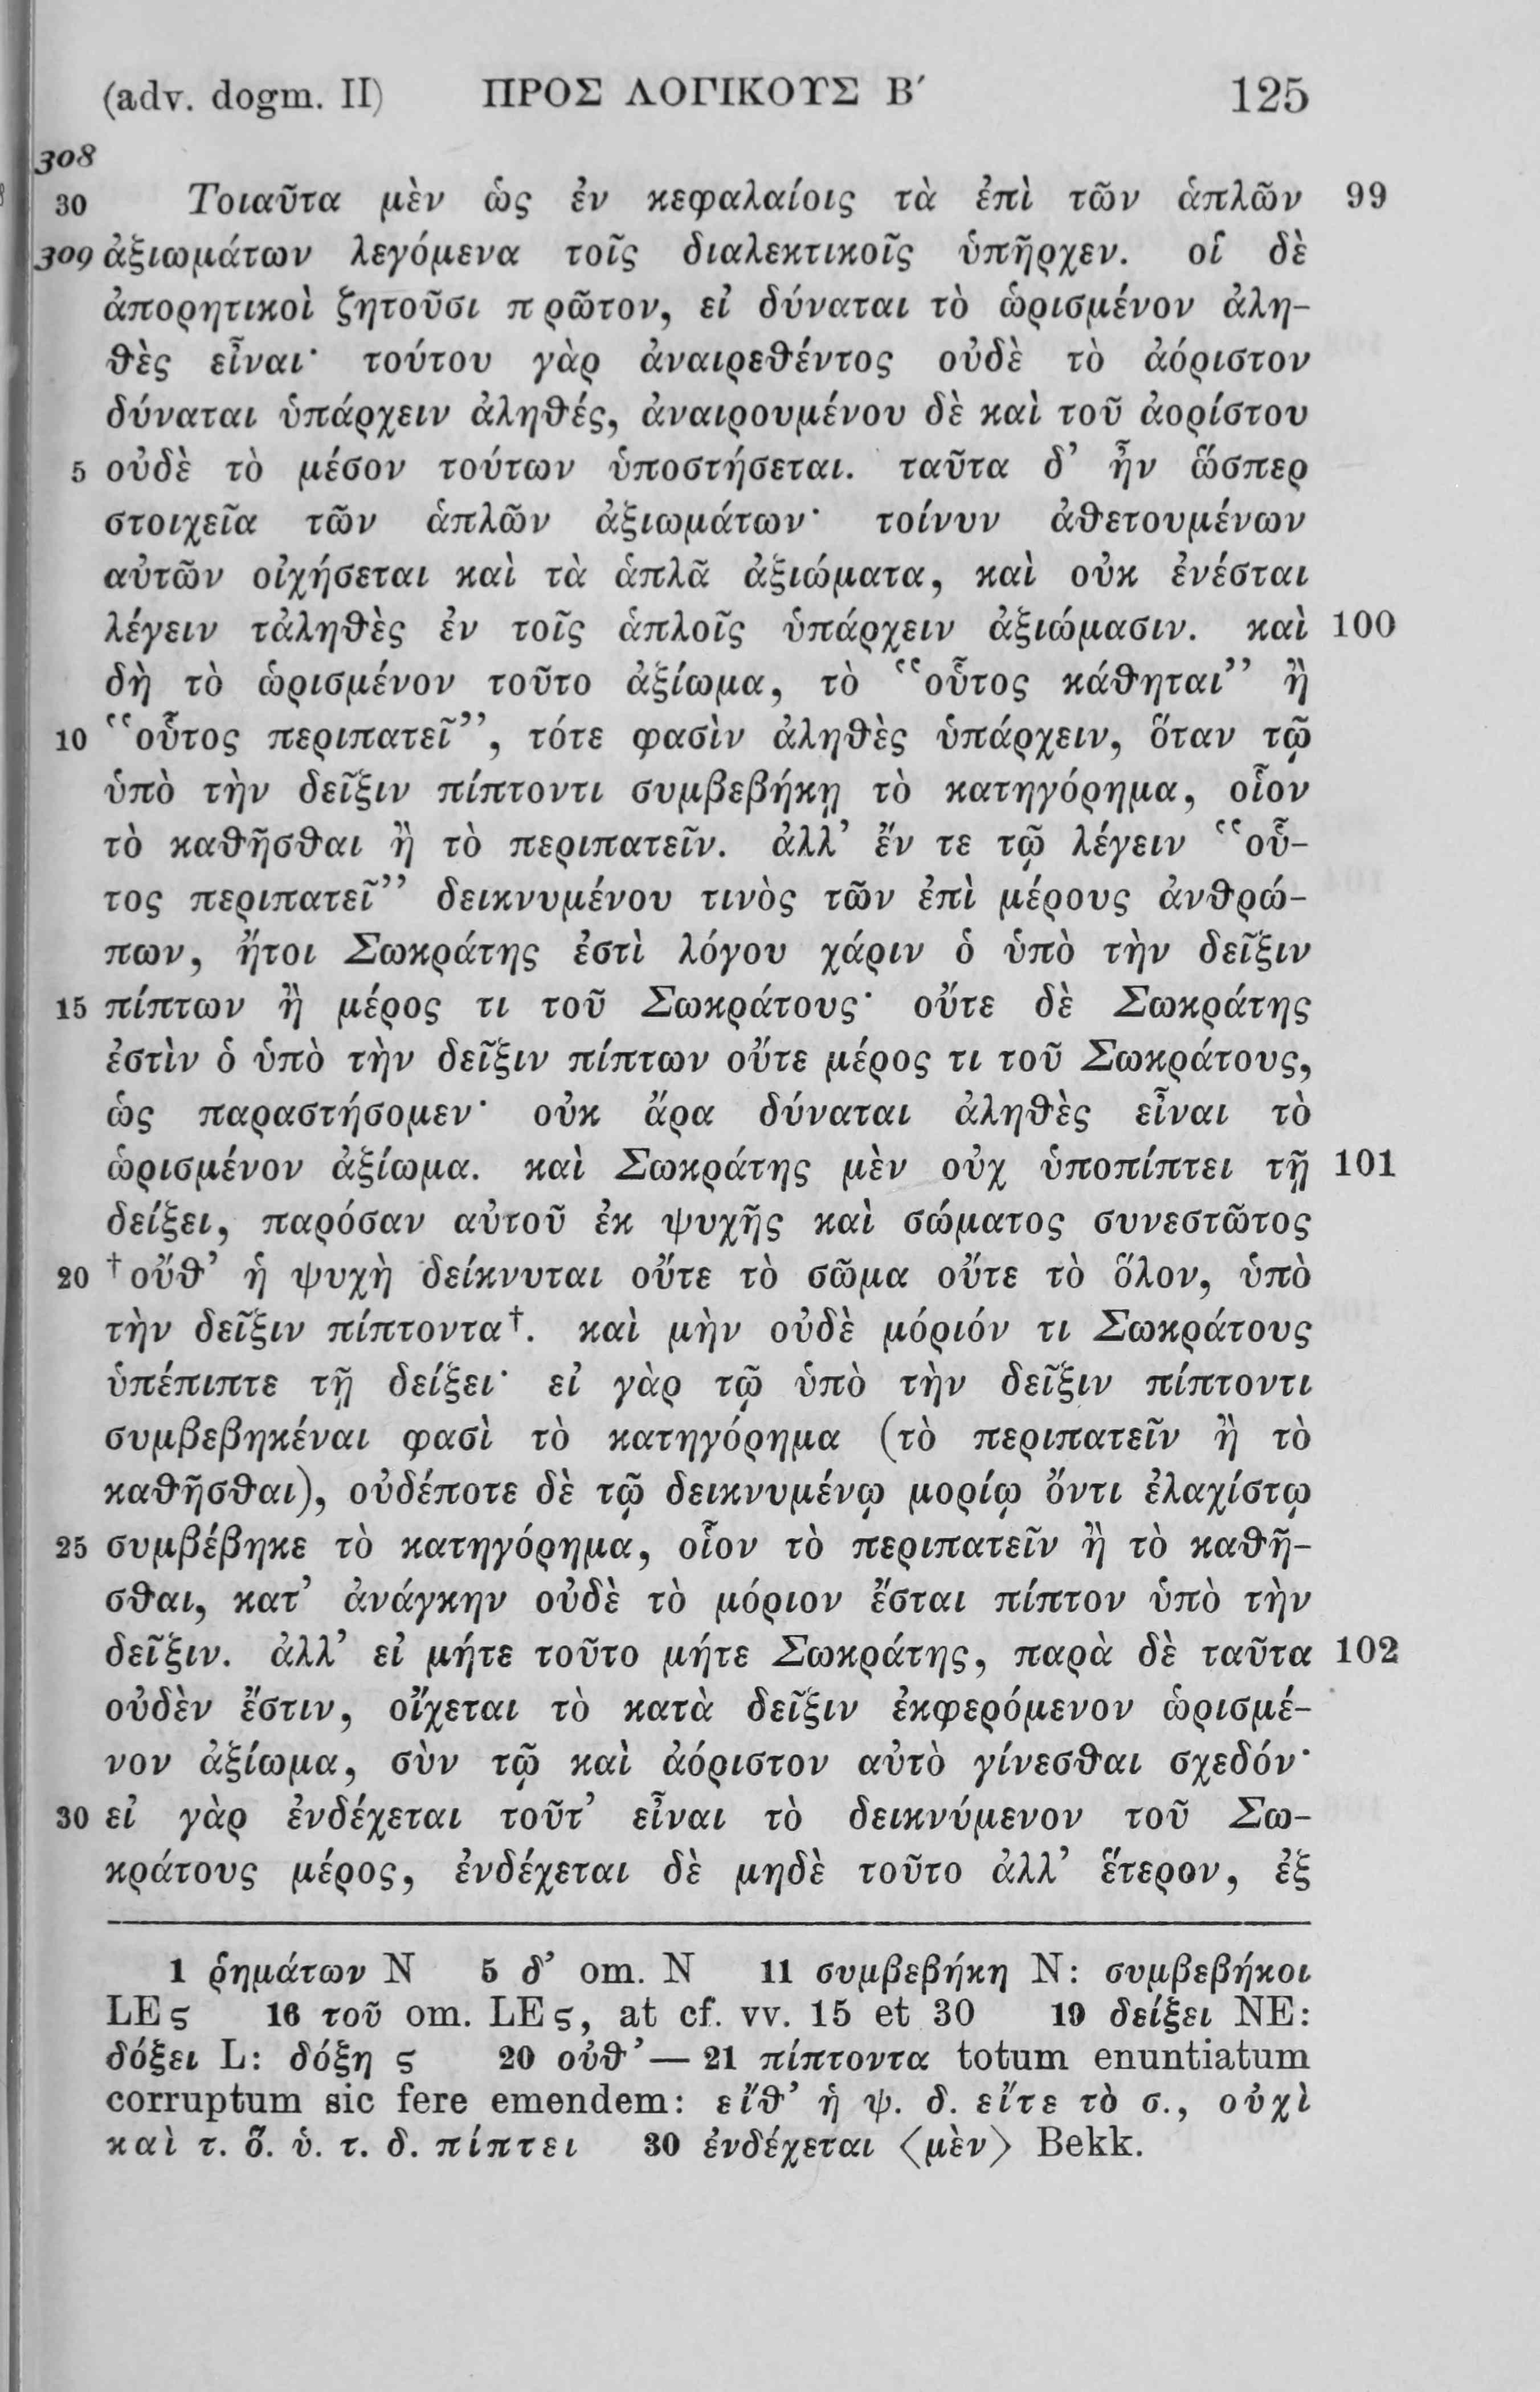 (adv. dogm. II) ΠΡΟΣ ΛΟΓΙΚΟΥΣ Β′ 125
308
30 Τοιαῦτα μὲν ὡς ἐν κεφαλαίοις τὰ ἐπὶ τῶν ἁπλῶν 99
309 ἀξιωμάτων λεγόμενα τοῖς διαλεκτικοῖς ὑπῆρχεν. οἱ δὲ
ἀπορητικοὶ ζητοῦσι πρῶτον, εἰ δύναται τὸ ὡρισμένον ἀλη-
θὲς εἶναι· τούτου γὰρ ἀναιρεθέντος οὐδὲ τὸ ἀόριστον
δύναται ὑπάρχειν ἀληθές, ἀναιρουμένου δὲ καὶ τοῦ ἀορίστου
5 οὐδὲ τὸ μέσον τούτων ὑποστήσεται. ταῦτα δ’ ἦν ὥσπερ
στοιχεῖα τῶν ἁπλῶν ἀξιωμάτων· τοίνυν ἀθετουμένων
αὐτῶν οἰχήσεται καὶ τὰ ἁπλᾶ ἀξιώματα, καὶ οὐκ ἐνέσται
λέγειν τἀληθὲς ἐν τοῖς ἁπλοῖς ὑπάρχειν ἀξιώμασιν. καὶ 100
δὴ τὸ ὡρισμένον τοῦτο ἀξίωμα, τὸ “οὗτος κάθηται” ἢ
10 “οὗτος περιπατεῖ”, τότε φασὶν ἀληθὲς ὑπάρχειν, ὅταν τῷ
ὑπὸ τὴν δεῖξιν πίπτοντι συμβεβήκῃ τὸ κατηγόρημα, οἷον
τὸ καθῆσθαι ἢ τὸ περιπατεῖν. ἀλλ’ ἔν τε τῷ λέγειν “οὗ-
τος περιπατεῖ” δεικνυμένου τινὸς τῶν ἐπὶ μέρους ἀνθρώ-
πων, ἤτοι Σωκράτης ἐστὶ λόγου χάριν ὁ ὑπὸ τὴν δεῖξιν
15 πίπτων ἢ μέρος τι τοῦ Σωκράτους· οὔτε δὲ Σωκράτης
ἐστὶν ὁ ὑπὸ τὴν δεῖξιν πίπτων οὔτε μέρος τι τοῦ Σωκράτους,
ὡς παραστήσομεν· οὐκ ἄρα δύναται ἀληθὲς εἶναι τὸ
ὡρισμένον ἀξίωμα. καὶ Σωκράτης μὲν οὐχ ὑποπίπτει τῇ 101
δείξει, παρόσαν αὐτοῦ ἐκ ψυχῆς καὶ σώματος συνεστῶτος
20 †οὔθ’ ἡ ψυχὴ δείκνυται οὔτε τὸ σῶμα οὔτε τὸ ὅλον, ὑπὸ
τὴν δεῖξιν πίπτοντα†. καὶ μὴν οὐδὲ μόριόν τι Σωκράτους
ὑπέπιπτε τῇ δείξει· εἰ γὰρ τῷ ὑπὸ τὴν δεῖξιν πίπτοντι
συμβεβηκέναι φασὶ τὸ κατηγόρημα (τὸ περιπατεῖν ἢ τὸ
καθῆσθαι), οὐδέποτε δὲ τῷ δεικνυμένῳ μορίῳ ὄντι ἐλαχίστῳ
25 συμβέβηκε τὸ κατηγόρημα, οἷον τὸ περιπατεῖν ἢ τὸ καθῆ-
σθαι, κατ’ ἀνάγκην οὐδὲ τὸ μόριον ἔσται πίπτον ὑπὸ τὴν
δεῖξιν. ἀλλ’ εἰ μήτε τοῦτο μήτε Σωκράτης, παρὰ δὲ ταῦτα 102
οὐδὲν ἔστιν, οἴχεται τὸ κατὰ δεῖξιν ἐκφερόμενον ὡρισμέ-
νον ἀξίωμα, σὺν τῷ καὶ ἀόριστον αὐτὸ γίνεσθαι σχεδόν·
30 εἰ γὰρ ἐνδέχεται τοῦτ’ εἶναι τὸ δεικνύμενον τοῦ Σω-
κράτους μέρος, ἐνδέχεται δὲ μηδὲ τοῦτο ἀλλ’ ἕτερον, ἐξ
1 ῥημάτων N 5 δ’ om. N 11 συμβεβήκῃ N: συμβεβήκοι
LEς 16 τοῦ om. LEς, at cf. vv. 15 et 30 19 δείξει NE:
δόξει L: δόξῃ ς 20 οὐθ’ — 21 πίπτοντα totum enuntiatum
corruptum sic fere emendem: εἴθ’ ἡ ψ. δ. εἴτε τὸ σ., οὐχὶ
καὶ τ. ὅ. ὑ. τ. δ. πίπτει 30 ἐνδέχεται 〈μὲν〉 Bekk.